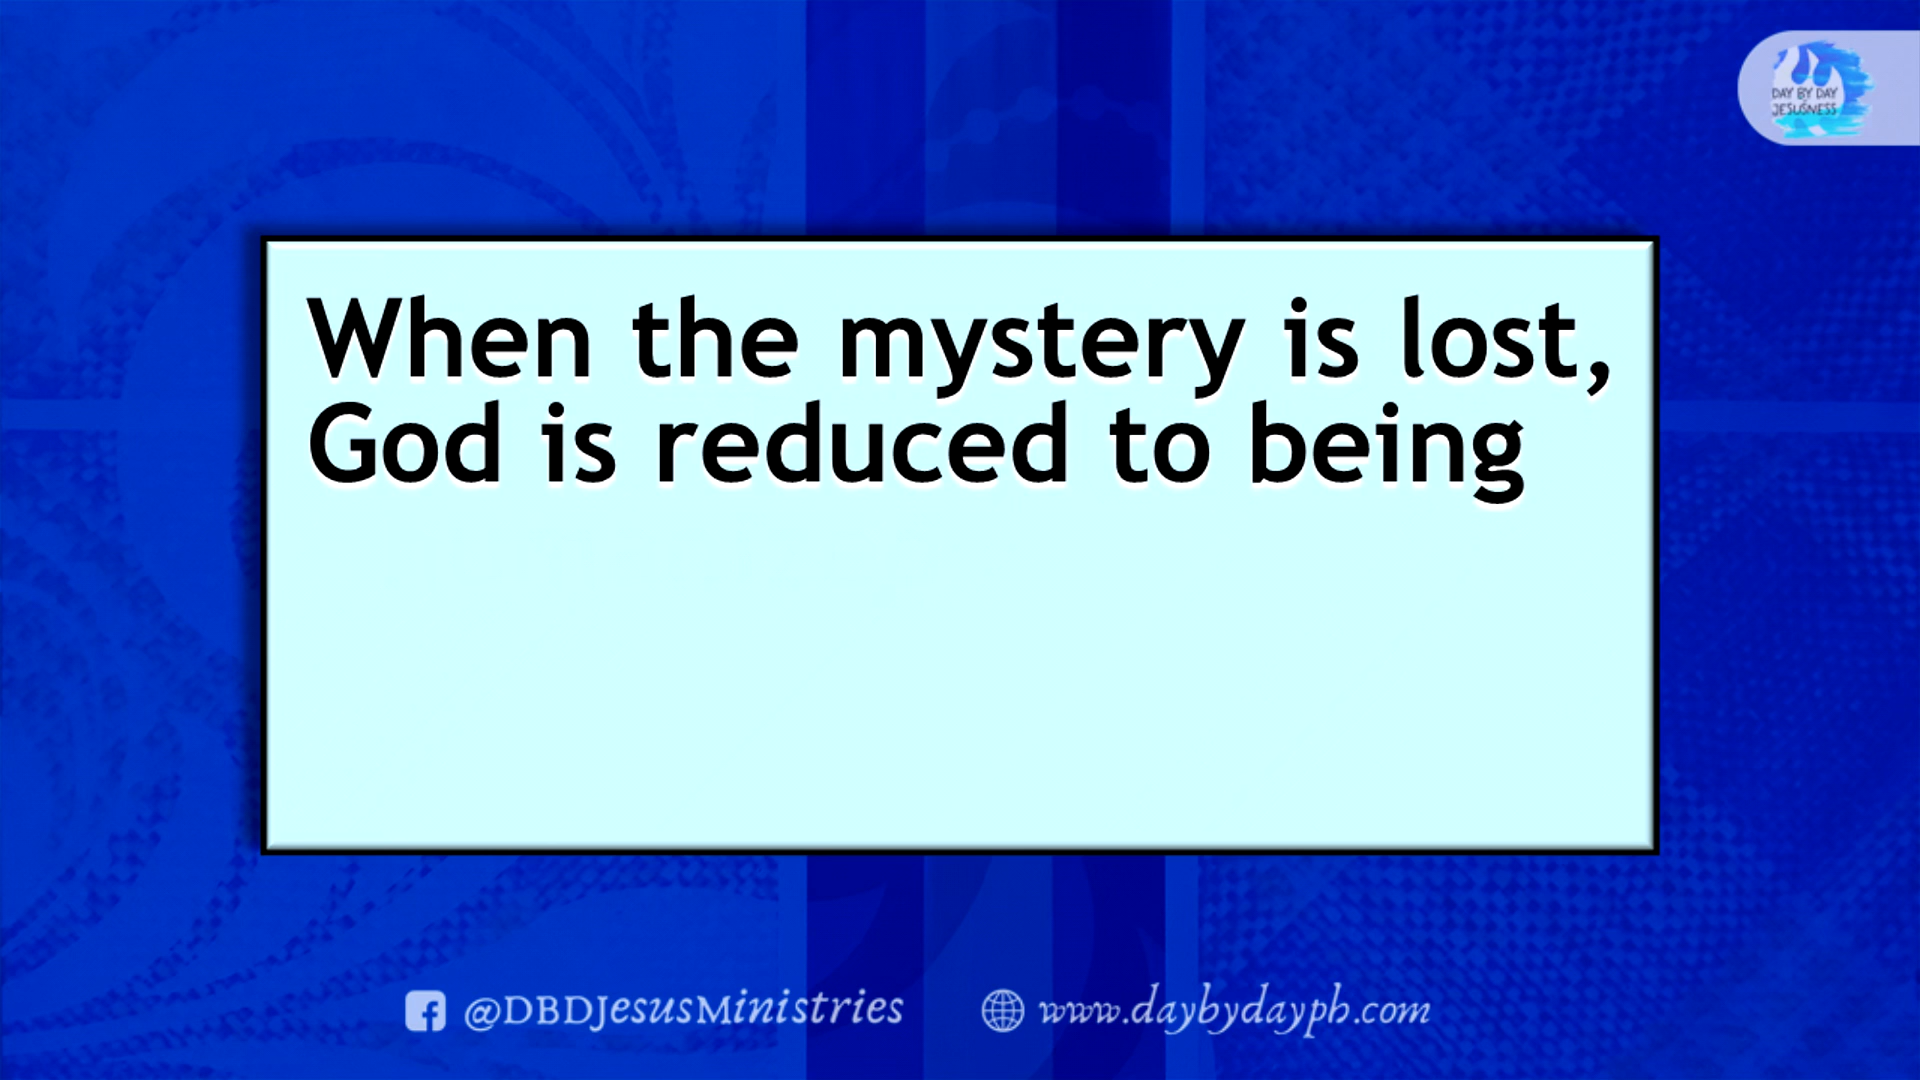 DAY BY DAY
JESUSNESS
When the mystery is lost,
God is reduced to being
@DBDJesusMinistries
www.daybydayph.com